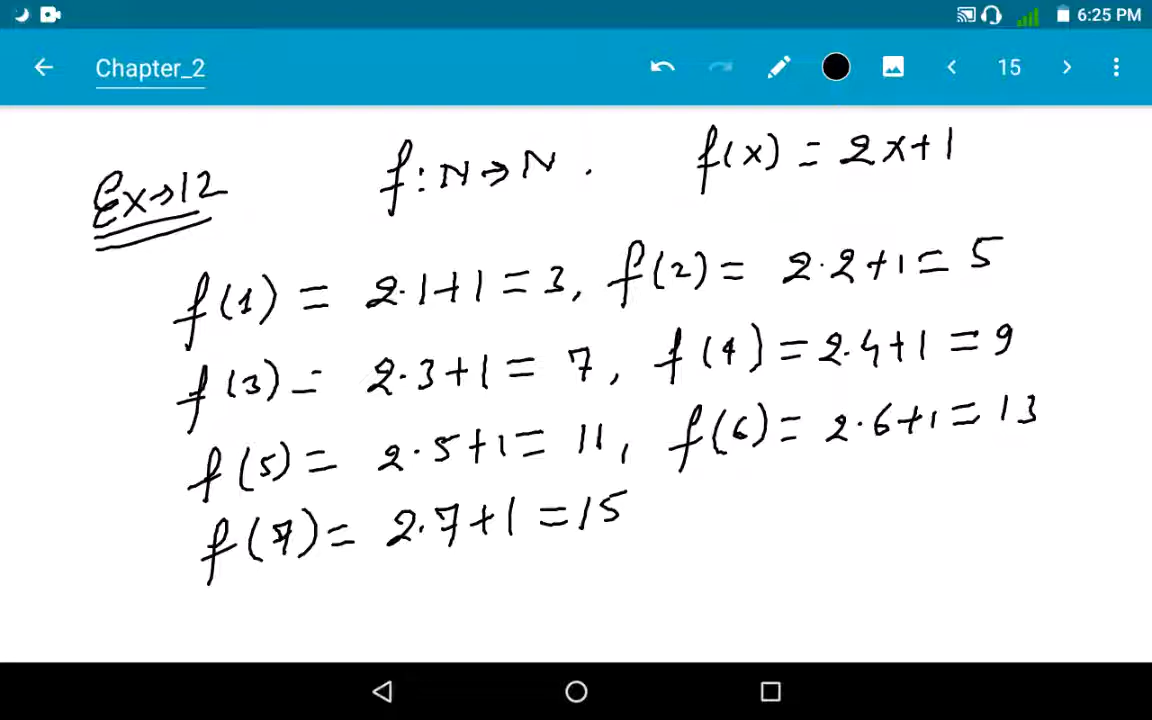 6:25 PM
Chapter_2
15
Ex→12 f:N→N. f(x) = 2x+1
f(1) = 2·1+1=3, f(2) = 2·2+1=5
f(3) = 2·3+1=7, f(4)=2·4+1=9
f(5) = 2·5+1=11, f(6)=2·6+1=13
f(7)=2·7+1=15